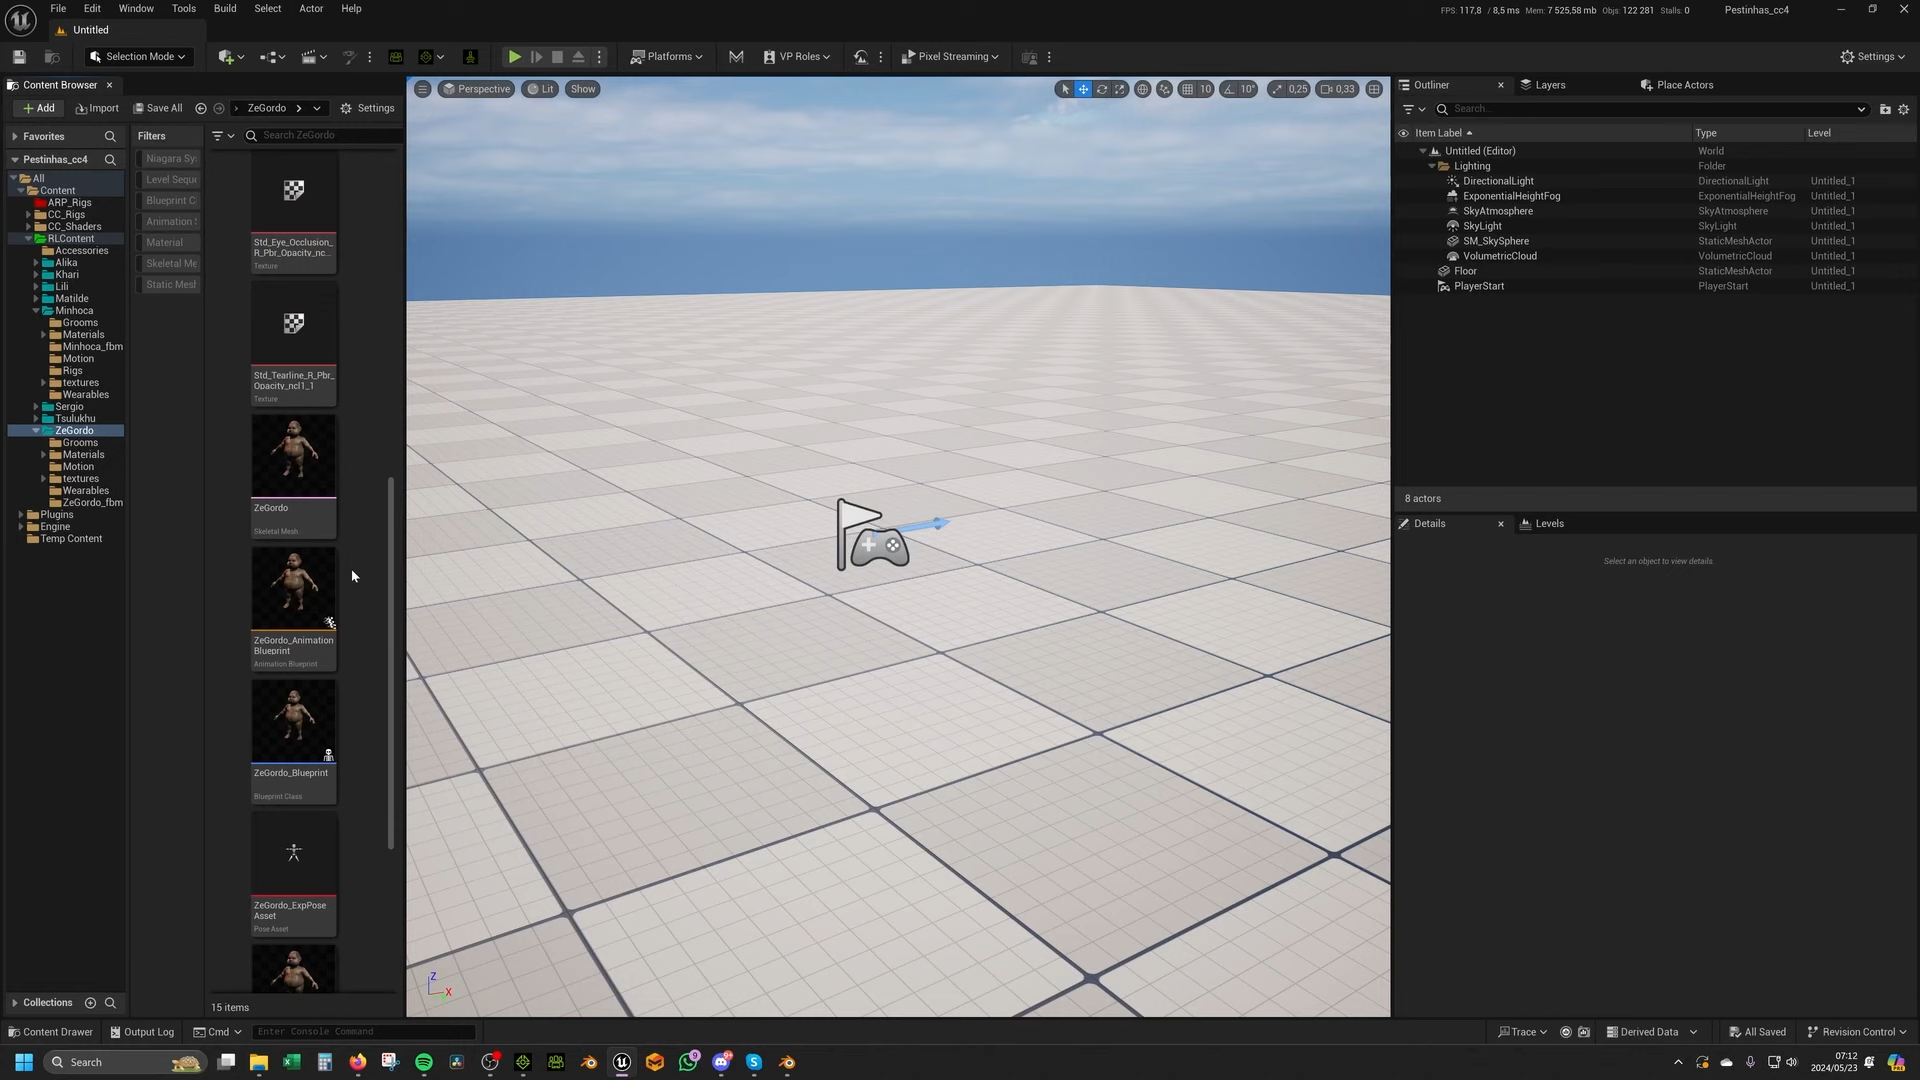 File Edit Window Tools Build Select Actor Help
FPS: 117,8 / 8,5 ms Mem: 7 525,58 mb Objs: 122 281 Stalls: 0
Pestinhas_cc4
Untitled
Selection Mode
Platforms
VP Roles
Pixel Streaming
Settings
Content Browser
Add
Import
Save All
ZeGordo
Settings
Favorites
Pestinhas_cc4
All
Content
ARP_Rigs
CC_Rigs
CC_Shaders
RLContent
Accessories
Alika
Khari
Lili
Matilde
Minhoca
Grooms
Materials
Minhoca_fbm
Motion
Rigs
textures
Wearables
Sergio
Tsulukhu
ZeGordo
Grooms
Materials
Motion
textures
Wearables
ZeGordo_fbm
Plugins
Engine
Temp Content
Collections
Filters
Niagara Sy
Level Sequ
Blueprint C
Animation
Material
Skeletal Me
Static Mesh
Search ZeGordo
Std_Eye_Occlusion_
R_Pbr_Opacity_nc...
Texture
Std_Tearline_R_Pbr_
Opacity_ncl1_1
Texture
ZeGordo
Skeletal Mesh
ZeGordo_Animation
Blueprint
Animation Blueprint
ZeGordo_Blueprint
Blueprint Class
ZeGordo_ExpPose
Asset
Pose Asset
15 items
Perspective
Lit
Show
10
10°
0,25
0,33
Z
X
Outliner
Layers
Place Actors
Search...
Item Label Type Level
Untitled (Editor) World
Lighting Folder
DirectionalLight DirectionalLight Untitled_1
ExponentialHeightFog ExponentialHeightFog Untitled_1
SkyAtmosphere SkyAtmosphere Untitled_1
SkyLight SkyLight Untitled_1
SM_SkySphere StaticMeshActor Untitled_1
VolumetricCloud VolumetricCloud Untitled_1
Floor StaticMeshActor Untitled_1
PlayerStart PlayerStart Untitled_1
8 actors
Details
Levels
Select an object to view details.
Content Drawer
Output Log
Cmd
Enter Console Command
Trace
Derived Data
All Saved
Revision Control
Search
9
07:12
2024/05/23